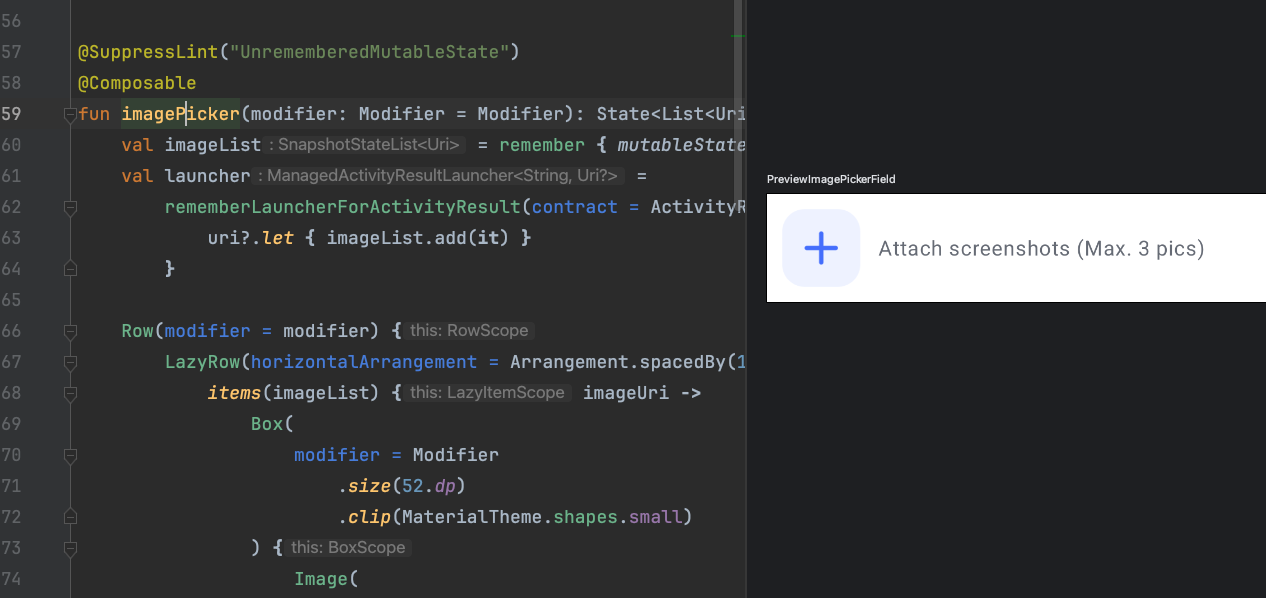 56
57 @SuppressLint("UnrememberedMutableState")
58 @Composable
59 fun imagePicker(modifier: Modifier = Modifier): State<List<Uri
60 val imageList : SnapshotStateList<Uri> = remember { mutableState
61 val launcher : ManagedActivityResultLauncher<String, Uri?> =
62 rememberLauncherForActivityResult(contract = ActivityR
63 uri?.let { imageList.add(it) }
64 }
65
66 Row(modifier = modifier) { this: RowScope
67 LazyRow(horizontalArrangement = Arrangement.spacedBy(1
68 items(imageList) { this: LazyItemScope imageUri ->
69 Box(
70 modifier = Modifier
71 .size(52.dp)
72 .clip(MaterialTheme.shapes.small)
73 ) { this: BoxScope
74 Image(
PreviewImagePickerField
Attach screenshots (Max. 3 pics)